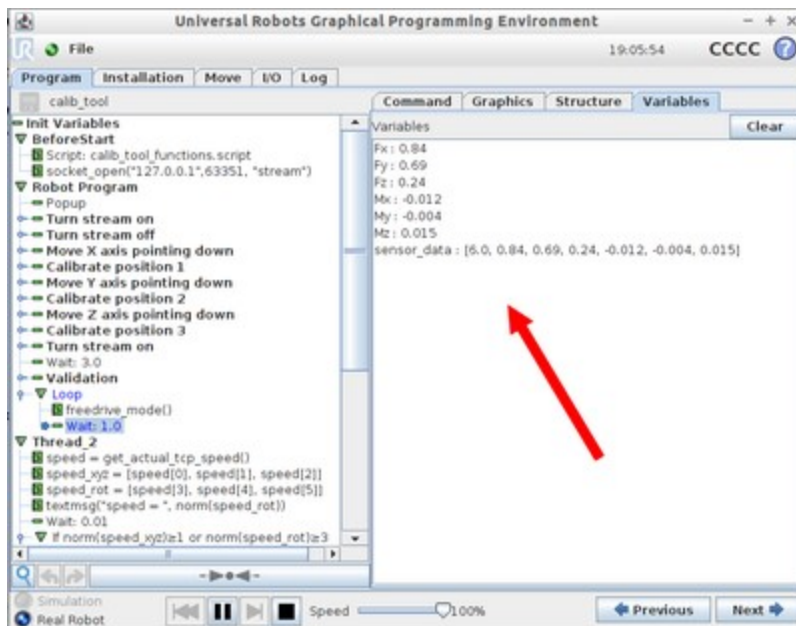 Universal Robots Graphical Programming Environment
File
19:05:54
CCCC
?
Program Installation Move I/O Log
calib_tool
Command Graphics Structure Variables
Init Variables
BeforeStart
Script: calib_tool_functions.script
socket_open("127.0.0.1",63351, "stream")
Robot Program
Popup
Turn stream on
Turn stream off
Move X axis pointing down
Calibrate position 1
Move Y axis pointing down
Calibrate position 2
Move Z axis pointing down
Calibrate position 3
Turn stream on
Wait: 3.0
Validation
Loop
freedrive_mode()
Wait: 1.0
Thread_2
speed = get_actual_tcp_speed()
speed_xyz = [speed[0], speed[1], speed[2]]
speed_rot = [speed[3], speed[4], speed[5]]
textmsg("speed = ", norm(speed_rot))
Wait: 0.01
If norm(speed_xyz)≥1 or norm(speed_rot)≥3
Variables
Clear
Fx : 0.84
Fy : 0.69
Fz : 0.24
Mx : -0.012
My : -0.004
Mz : 0.015
sensor_data : [6.0, 0.84, 0.69, 0.24, -0.012, -0.004, 0.015]
Simulation
Real Robot
Speed
100%
Previous
Next